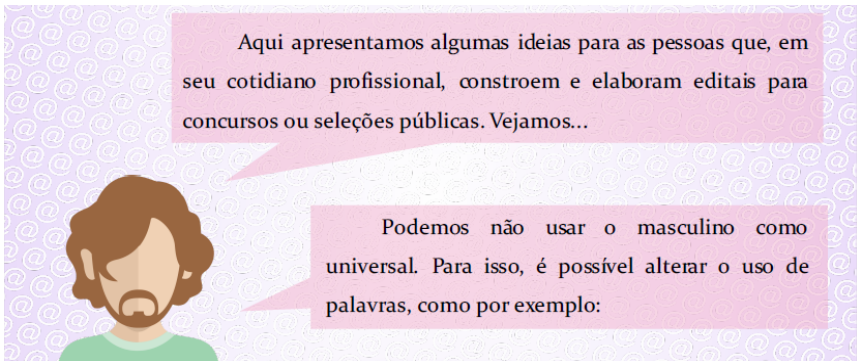 Aqui apresentamos algumas ideias para as pessoas que, em
seu cotidiano profissional, constroem e elaboram editais para
concursos ou seleções públicas. Vejamos...
Podemos não usar o masculino como
universal. Para isso, é possível alterar o uso de
palavras, como por exemplo: